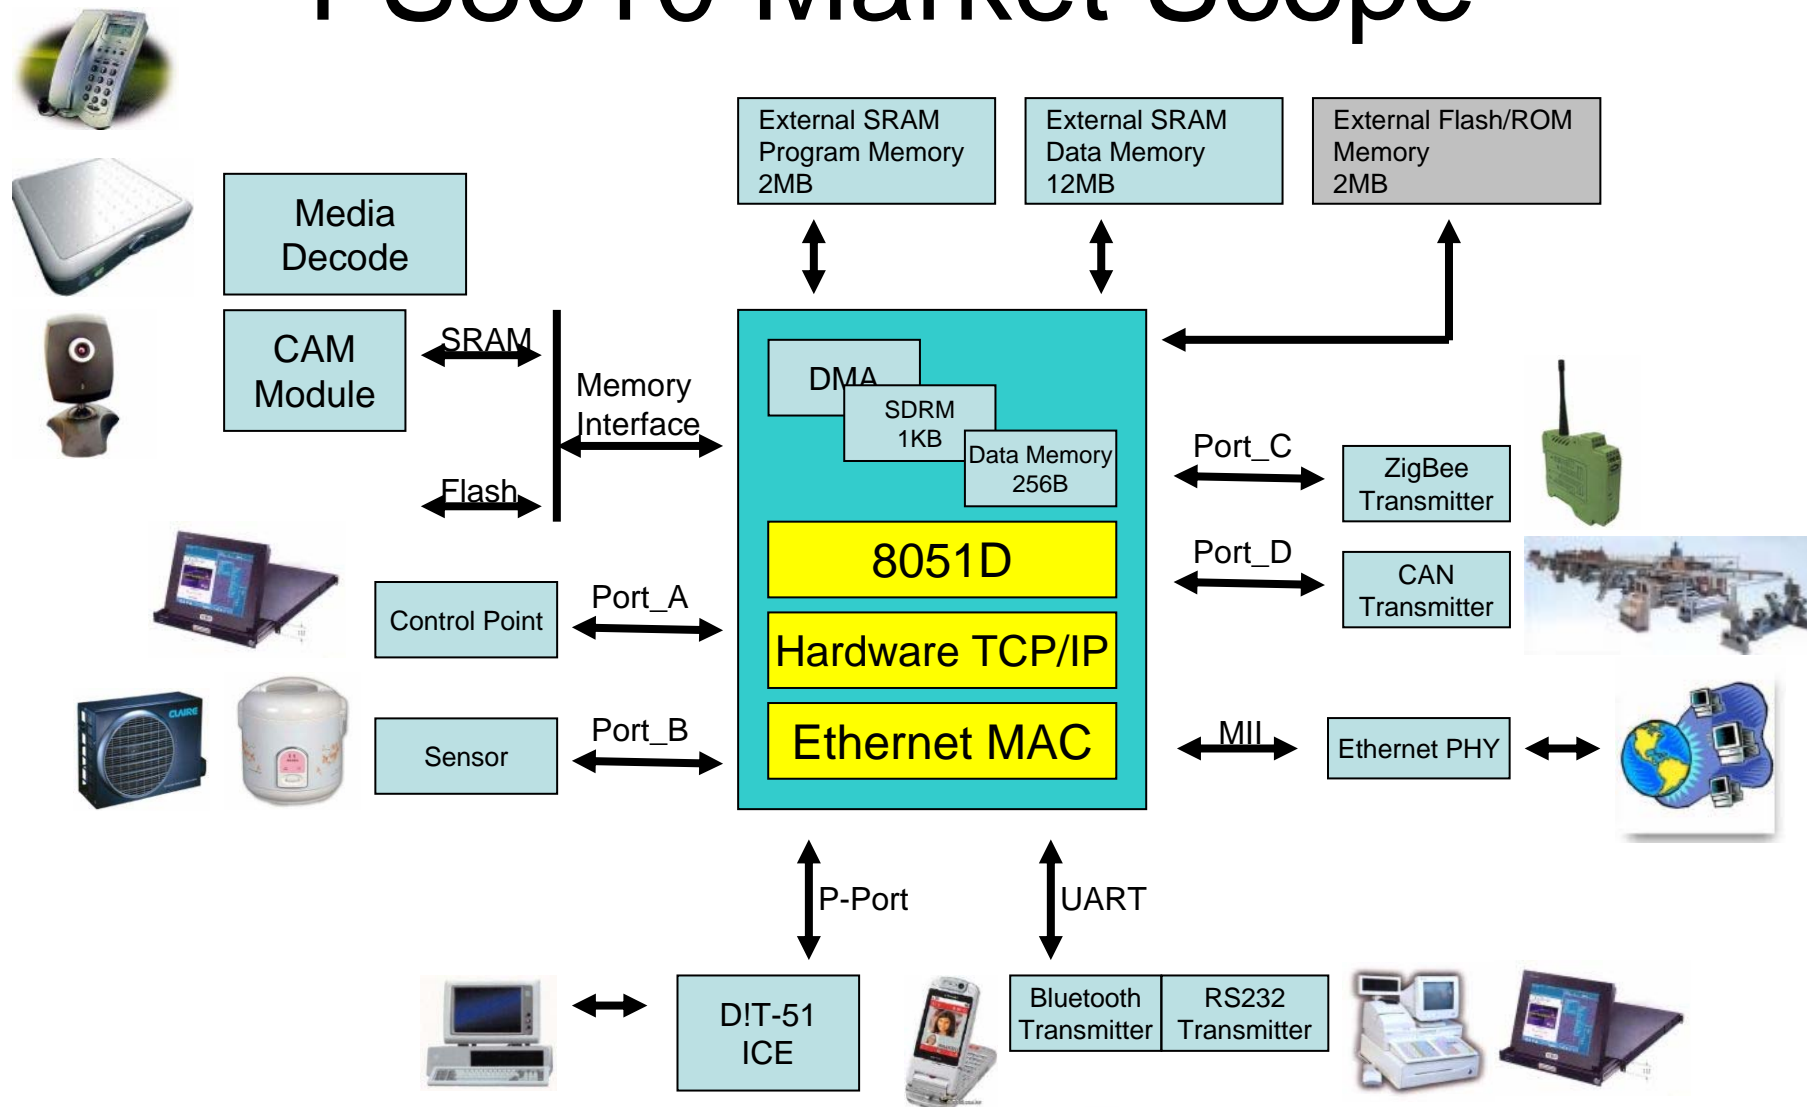 Market Scope
External SRAM
Program Memory
2MB
External SRAM
Data Memory
12MB
External Flash/ROM
Memory
2MB
Media
Decode
CAM
Module
SRAM
Memory
Interface
Flash
DMA
SDRM
1KB
Data Memory
256B
8051D
Hardware TCP/IP
Ethernet MAC
Port_C
ZigBee
Transmitter
Port_D
CAN
Transmitter
Control Point
Port_A
Sensor
Port_B
CLAIRE
MII
Ethernet PHY
P-Port
UART
D!T-51
ICE
Bluetooth
Transmitter
RS232
Transmitter